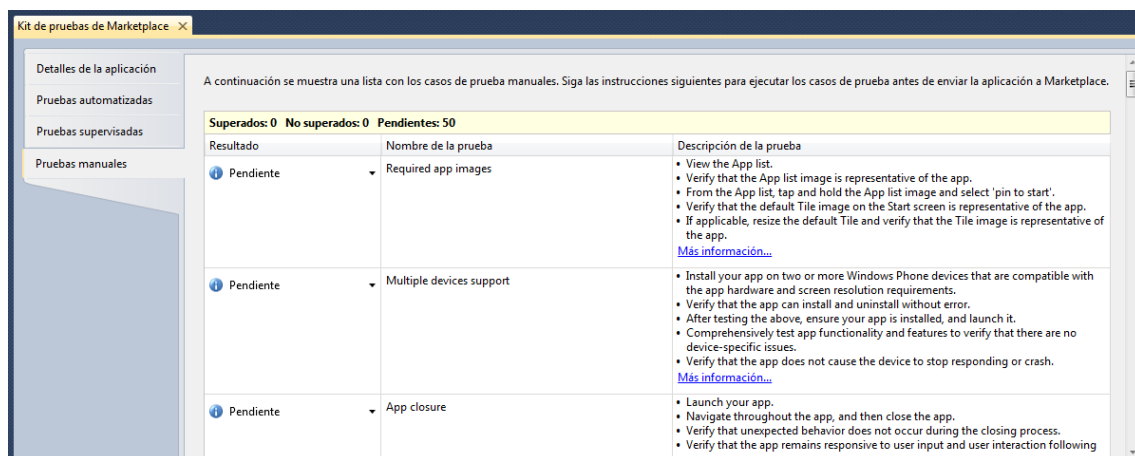 Kit de pruebas de Marketplace
Detalles de la aplicación
Pruebas automatizadas
Pruebas supervisadas
Pruebas manuales
A continuación se muestra una lista con los casos de prueba manuales. Siga las instrucciones siguientes para ejecutar los casos de prueba antes de enviar la aplicación a Marketplace.
Superados: 0 No superados: 0 Pendientes: 50
Resultado Nombre de la prueba Descripción de la prueba
Pendiente Required app images
• View the App list.
• Verify that the App list image is representative of the app.
• From the App list, tap and hold the App list image and select 'pin to start'.
• Verify that the default Tile image on the Start screen is representative of the app.
• If applicable, resize the default Tile and verify that the Tile image is representative of
the app.
Más información...
Pendiente Multiple devices support
• Install your app on two or more Windows Phone devices that are compatible with
the app hardware and screen resolution requirements.
• Verify that the app can install and uninstall without error.
• After testing the above, ensure your app is installed, and launch it.
• Comprehensively test app functionality and features to verify that there are no
device-specific issues.
• Verify that the app does not cause the device to stop responding or crash.
Más información...
Pendiente App closure
• Launch your app.
• Navigate throughout the app, and then close the app.
• Verify that unexpected behavior does not occur during the closing process.
• Verify that the app remains responsive to user input and user interaction following